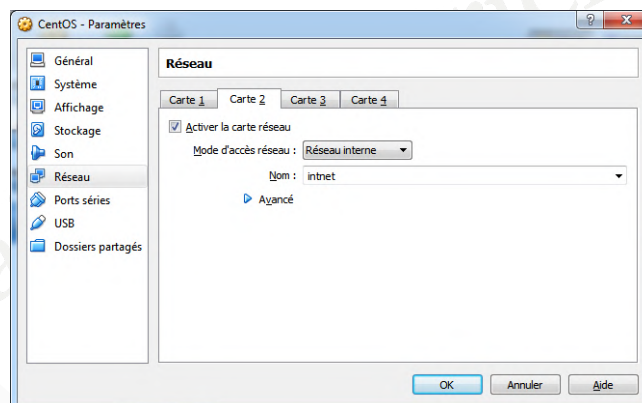 CentOS - Paramètres
Général
Système
Affichage
Stockage
Son
Réseau
Ports séries
USB
Dossiers partagés
Réseau
Carte 1 Carte 2 Carte 3 Carte 4
Activer la carte réseau
Mode d'accès réseau : Réseau interne
Nom : intnet
Avancé
OK Annuler Aide